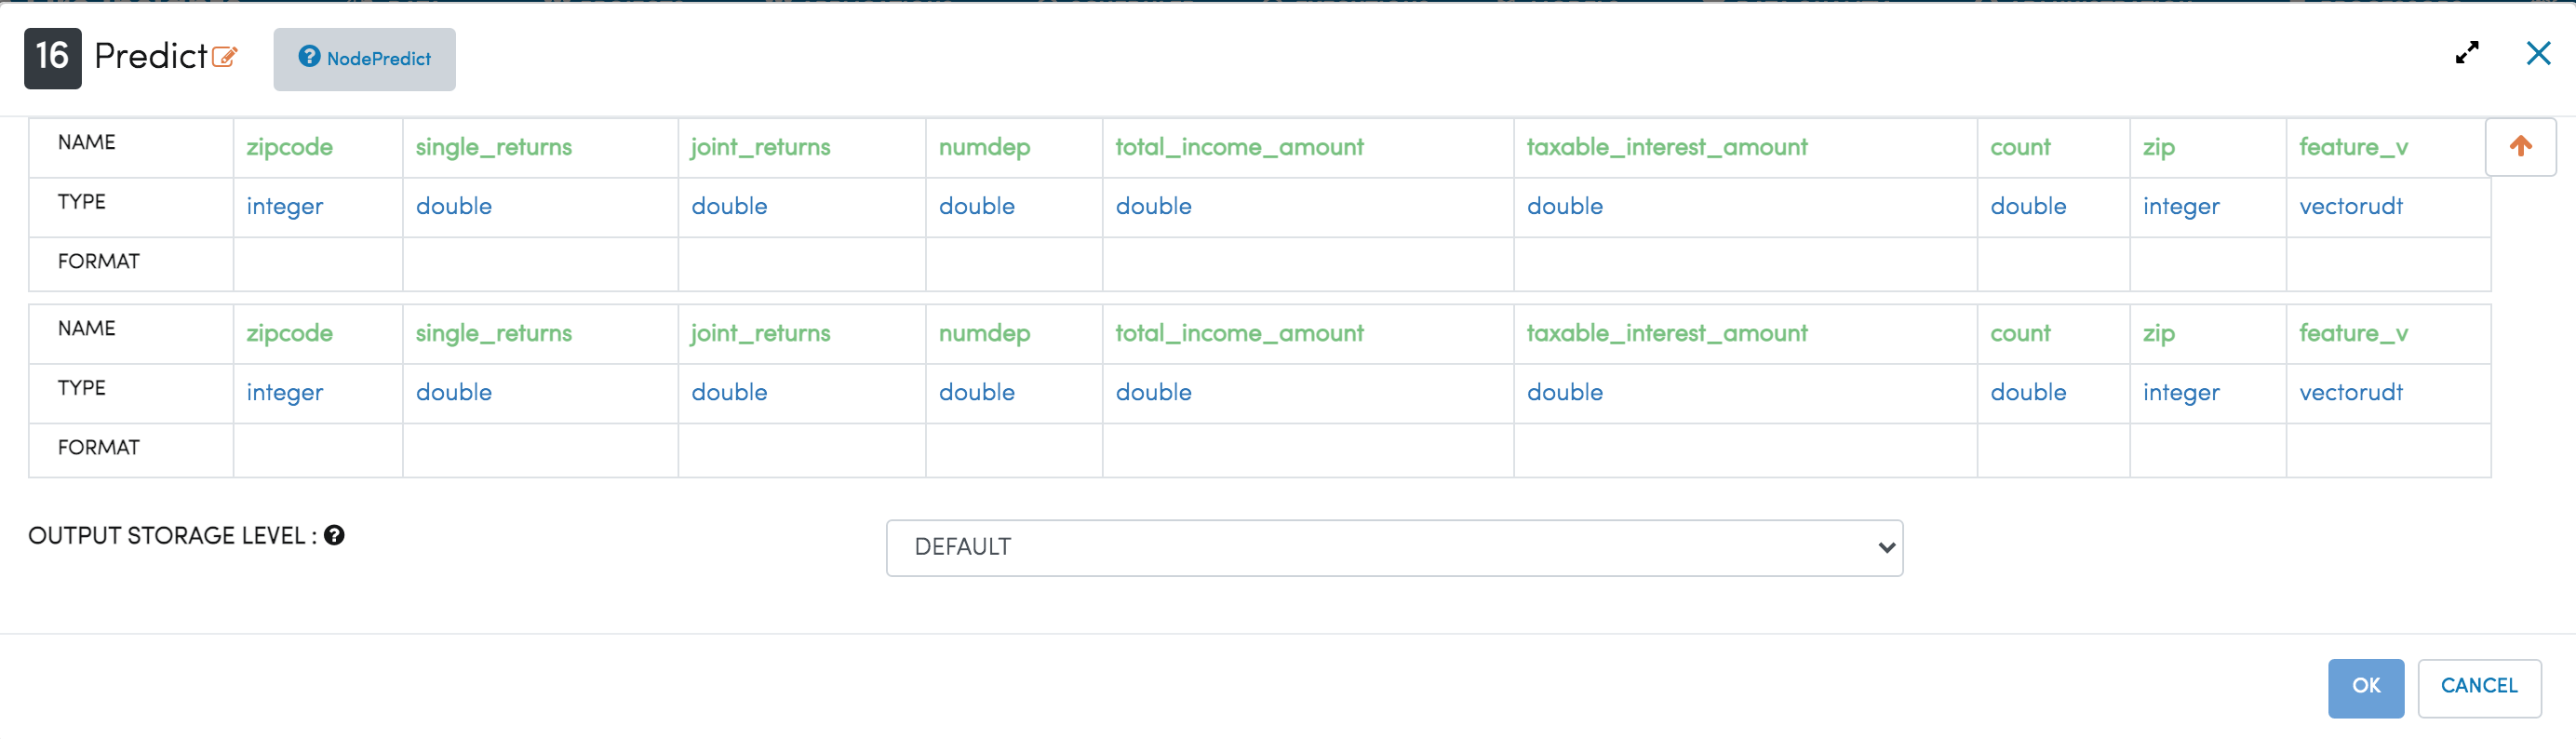 16 Predict ? NodePredict
NAME zipcode single_returns joint_returns numdep total_income_amount taxable_interest_amount count zip feature_v
TYPE integer double double double double double double integer vectorudt
FORMAT
NAME zipcode single_returns joint_returns numdep total_income_amount taxable_interest_amount count zip feature_v
TYPE integer double double double double double double integer vectorudt
FORMAT
OUTPUT STORAGE LEVEL : ? DEFAULT
OK CANCEL